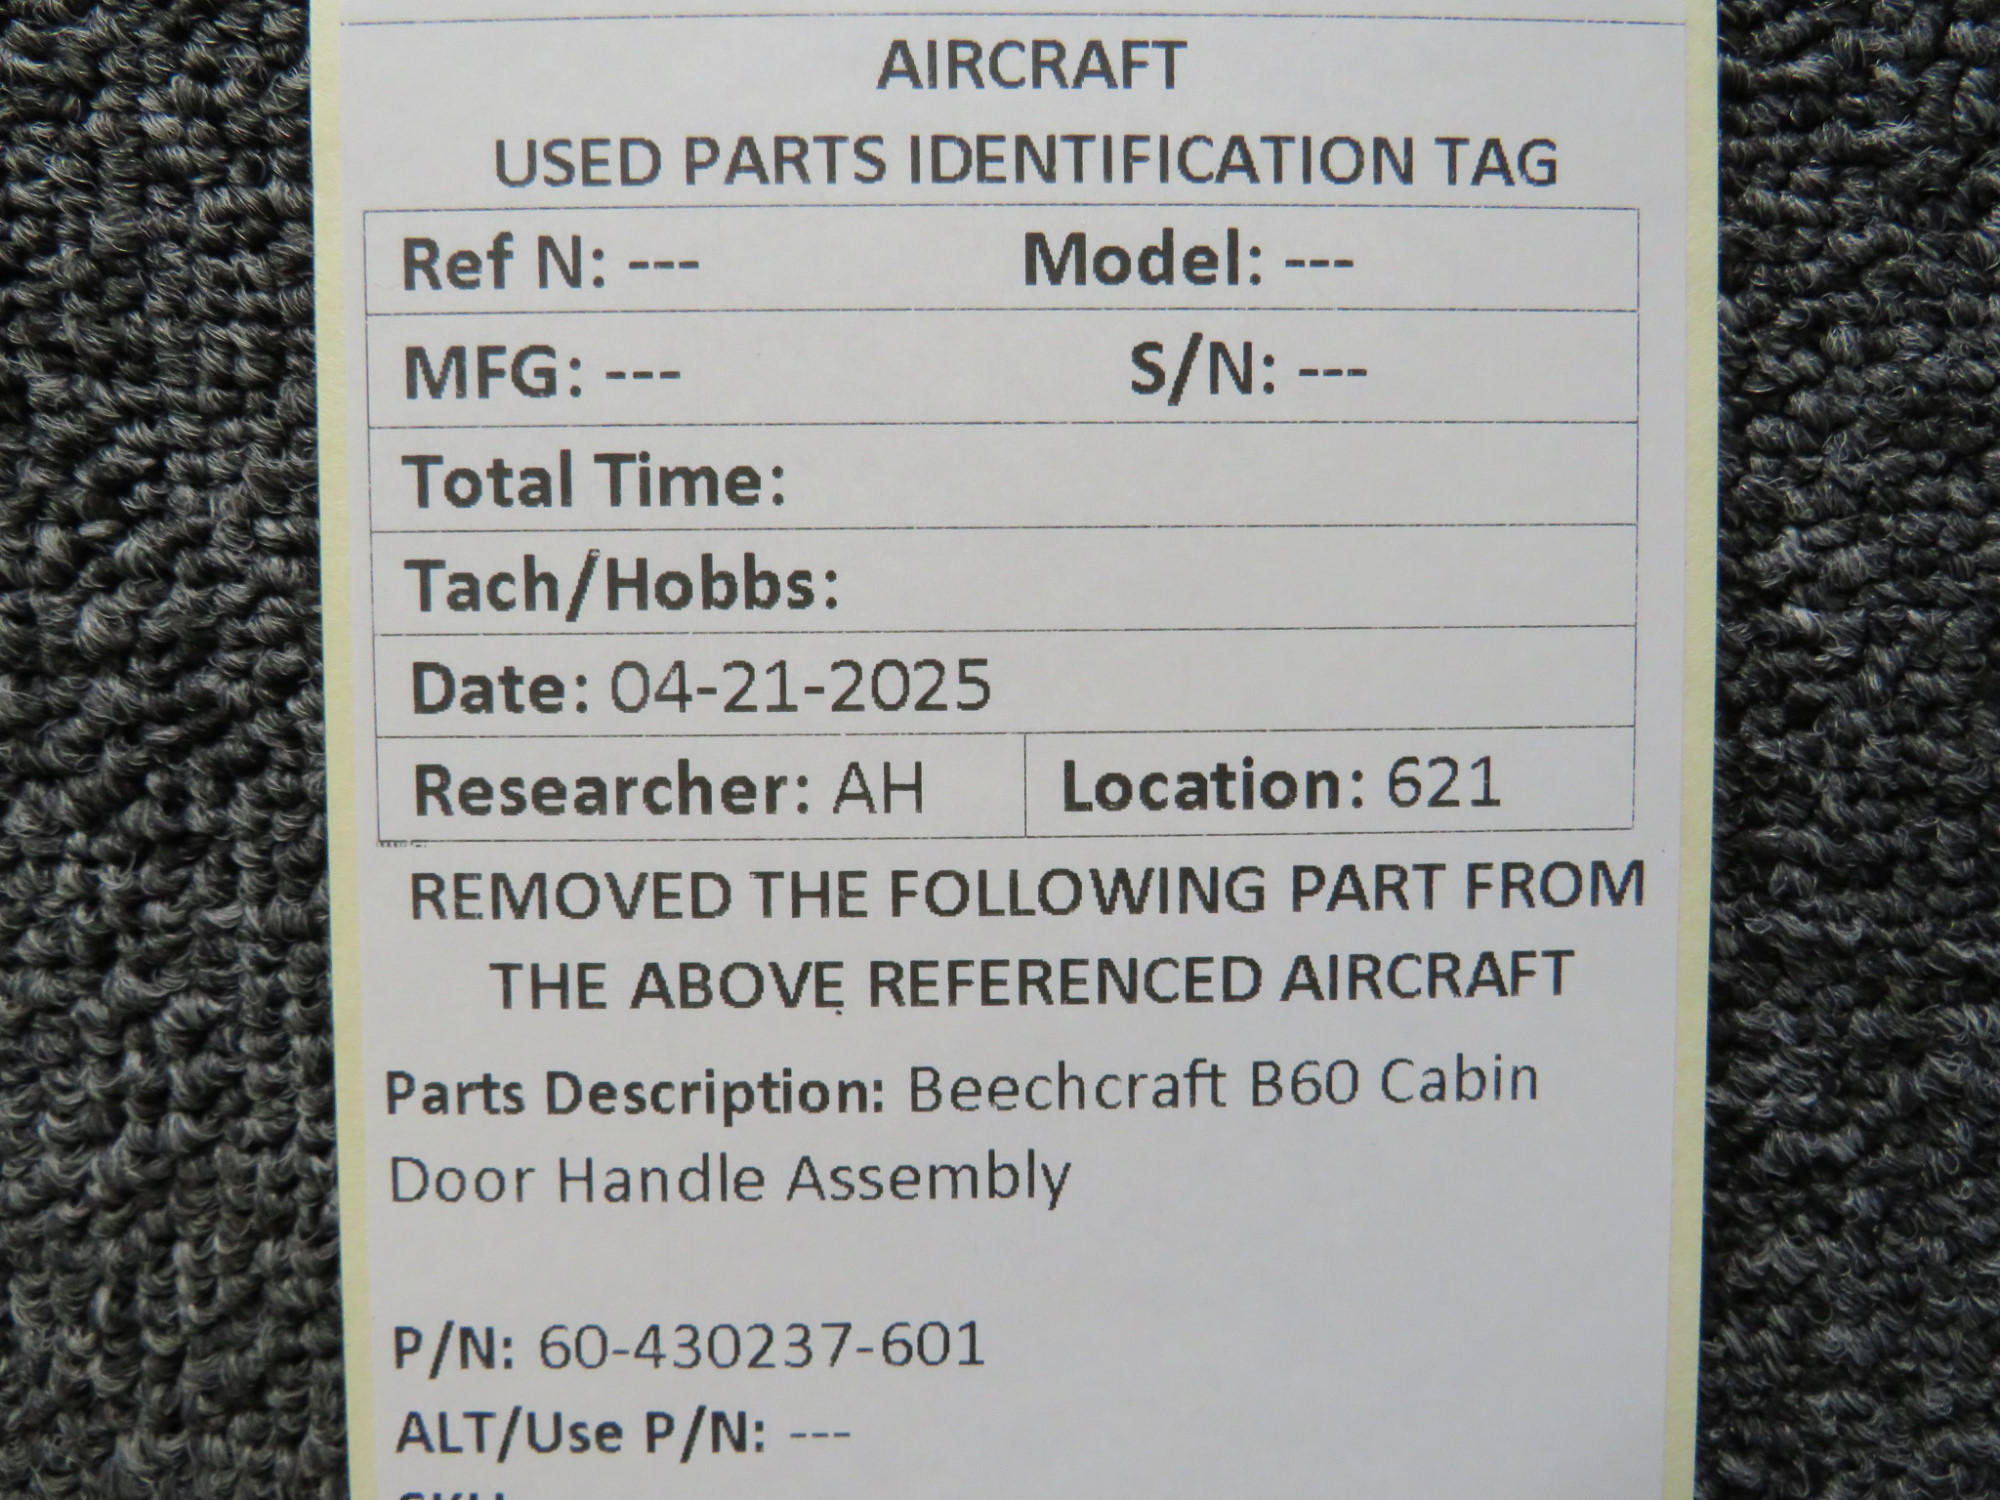 AIRCRAFT
USED PARTS IDENTIFICATION TAG
Ref N: --- Model: ---
MFG: --- S/N: ---
Total Time:
Tach/Hobbs:
Date: 04-21-2025
Researcher: AH Location: 621
REMOVED THE FOLLOWING PART FROM
THE ABOVE REFERENCED AIRCRAFT
Parts Description: Beechcraft B60 Cabin
Door Handle Assembly
P/N: 60-430237-601
ALT/Use P/N: ---